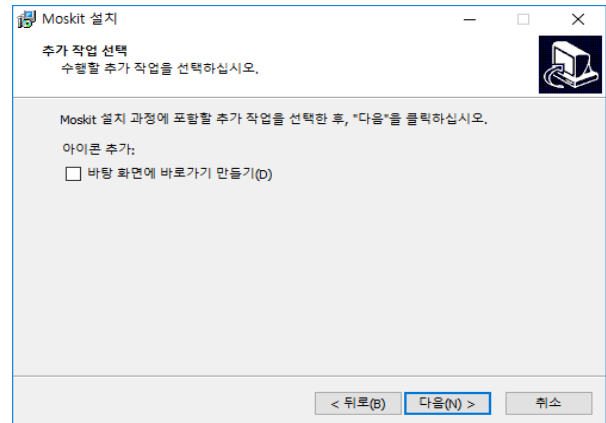 Moskit 설치
추가 작업 선택
수행할 추가 작업을 선택하십시오.
Moskit 설치 과정에 포함할 추가 작업을 선택한 후, "다음"을 클릭하십시오.
아이콘 추가:
바탕 화면에 바로가기 만들기(D)
< 뒤로(B) 다음(N) > 취소